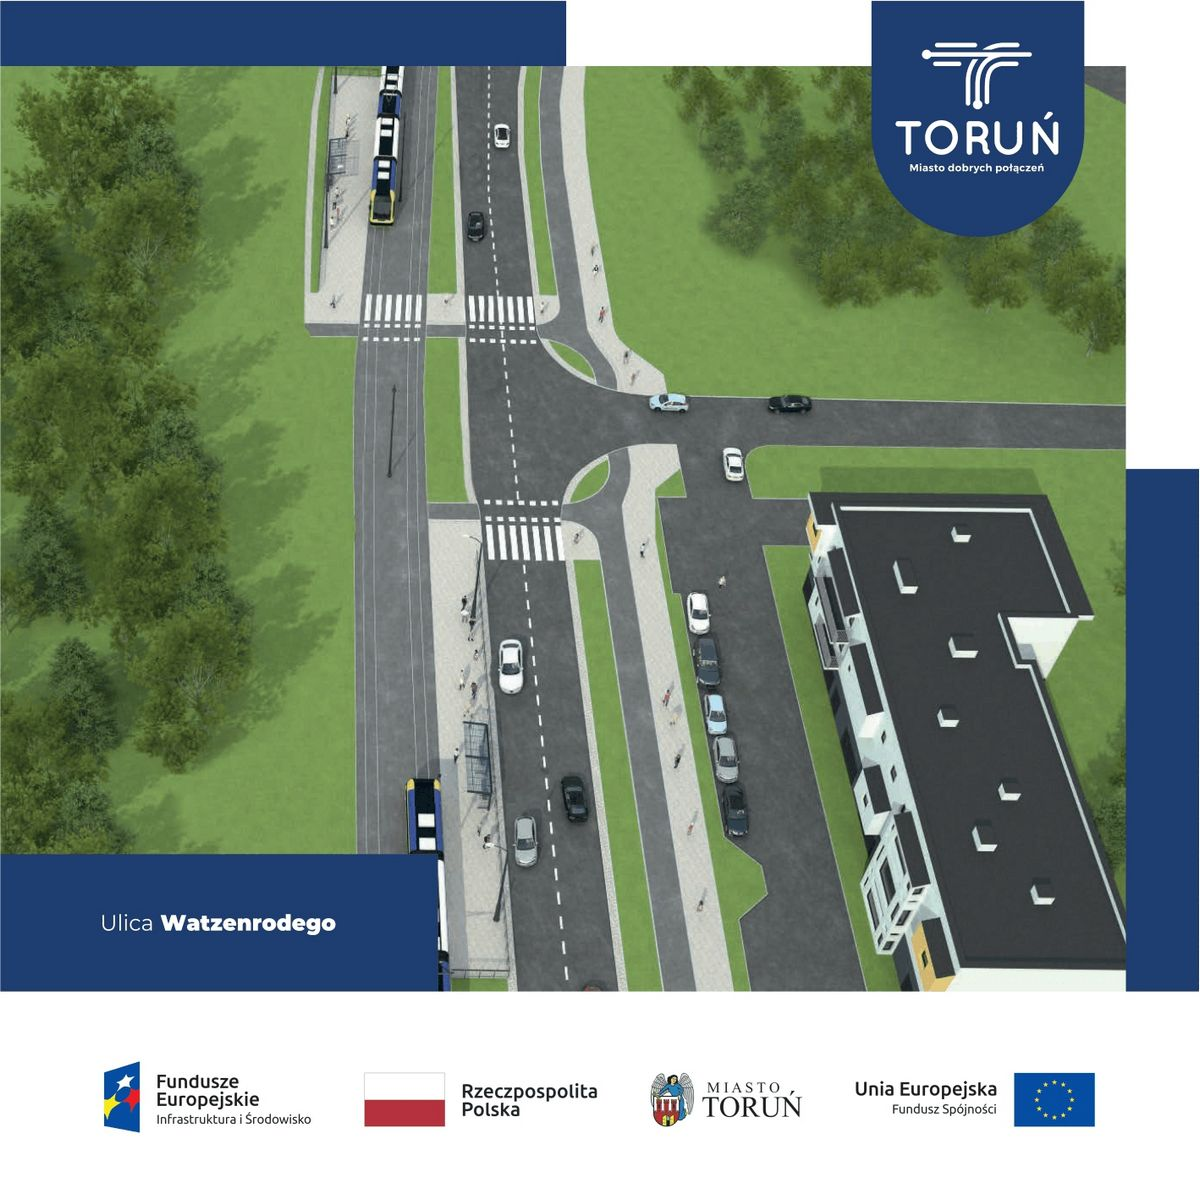 TORUŃ
Miasto dobrych połączeń
Ulica Watzenrodego
Fundusze
Europejskie
Infrastruktura i Środowisko
Rzeczpospolita
Polska
MIASTO
TORUŃ
Unia Europejska
Fundusz Spójności